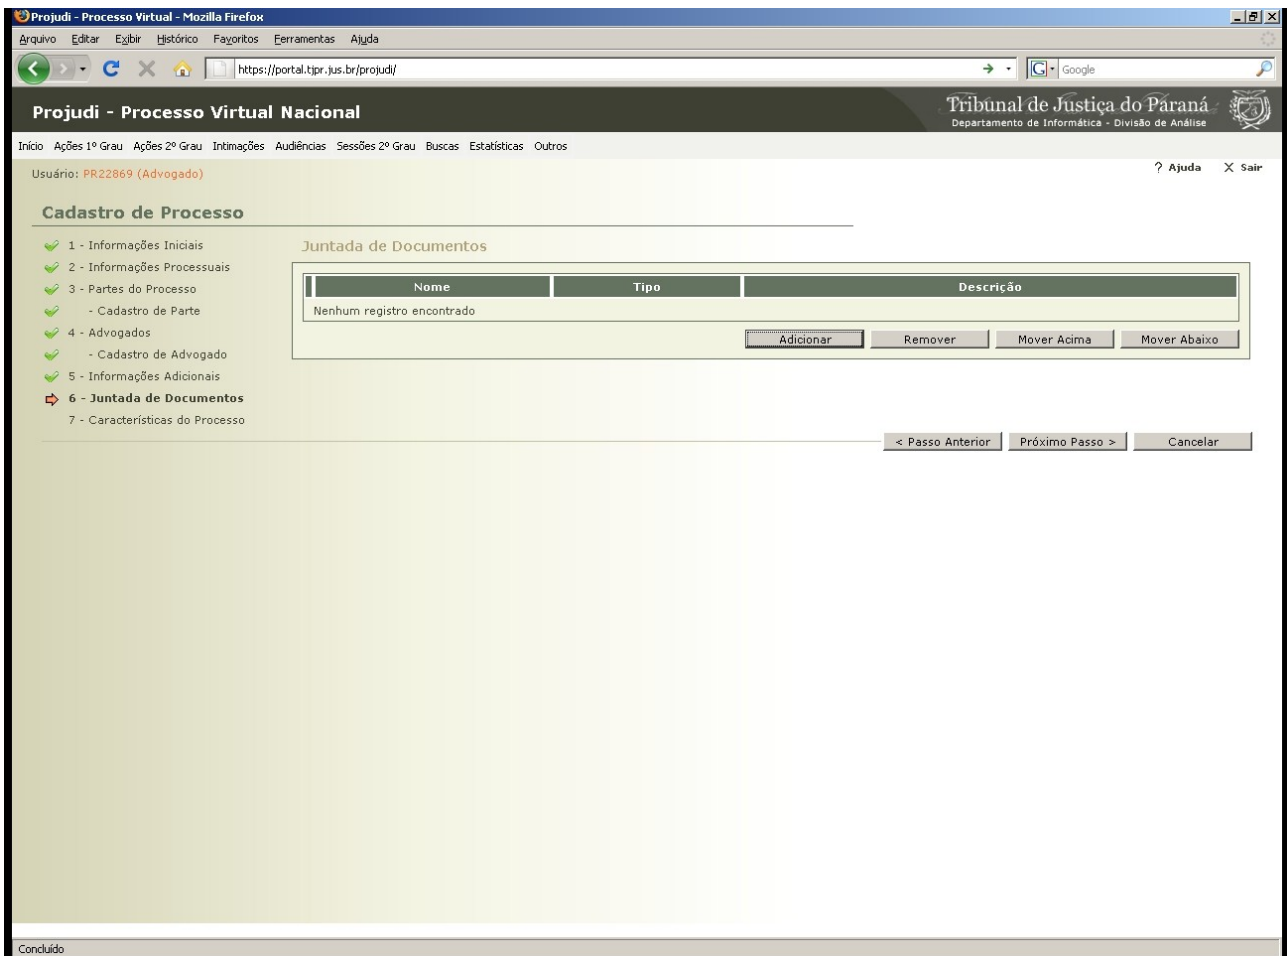 Projudi - Processo Virtual - Mozilla Firefox
Arquivo Editar Exibir Histórico Favoritos Ferramentas Ajuda
https://portal.tjpr.jus.br/projudi/
G Google
Projudi - Processo Virtual Nacional
Tribunal de Justiça do Paraná
Departamento de Informática - Divisão de Análise
Início Ações 1º Grau Ações 2º Grau Intimações Audiências Sessões 2º Grau Buscas Estatísticas Outros
Usuário: PR22869 (Advogado)
? Ajuda X Sair
Cadastro de Processo
1 - Informações Iniciais
2 - Informações Processuais
3 - Partes do Processo
- Cadastro de Parte
4 - Advogados
- Cadastro de Advogado
5 - Informações Adicionais
6 - Juntada de Documentos
7 - Características do Processo
Juntada de Documentos
Nome Tipo Descrição
Nenhum registro encontrado
Adicionar Remover Mover Acima Mover Abaixo
< Passo Anterior Próximo Passo > Cancelar
Concluído